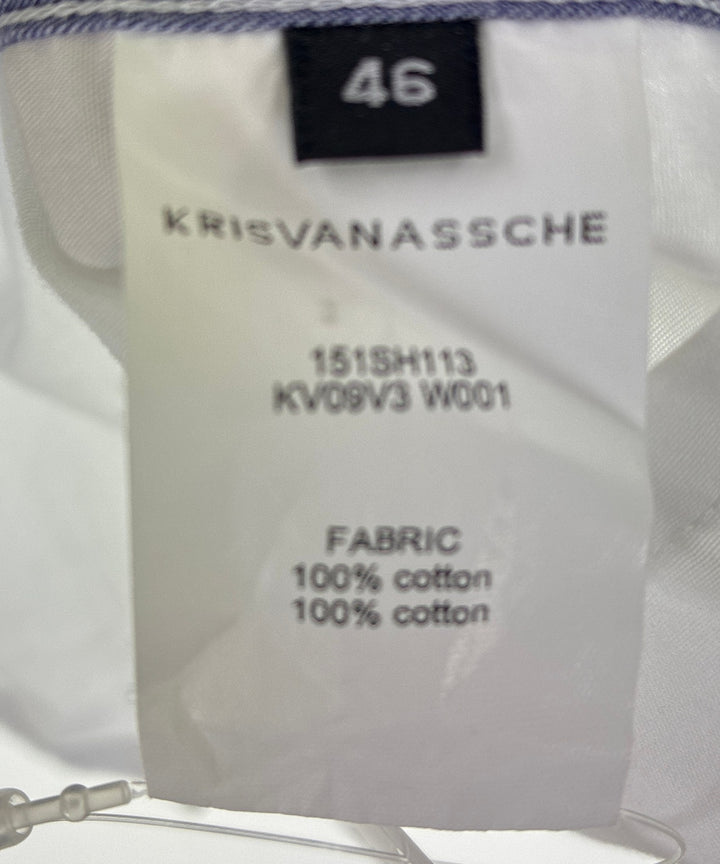 46
KRISVANASSCHE
151SH113
KV09V3 W001
FABRIC
100% cotton
100% cotton